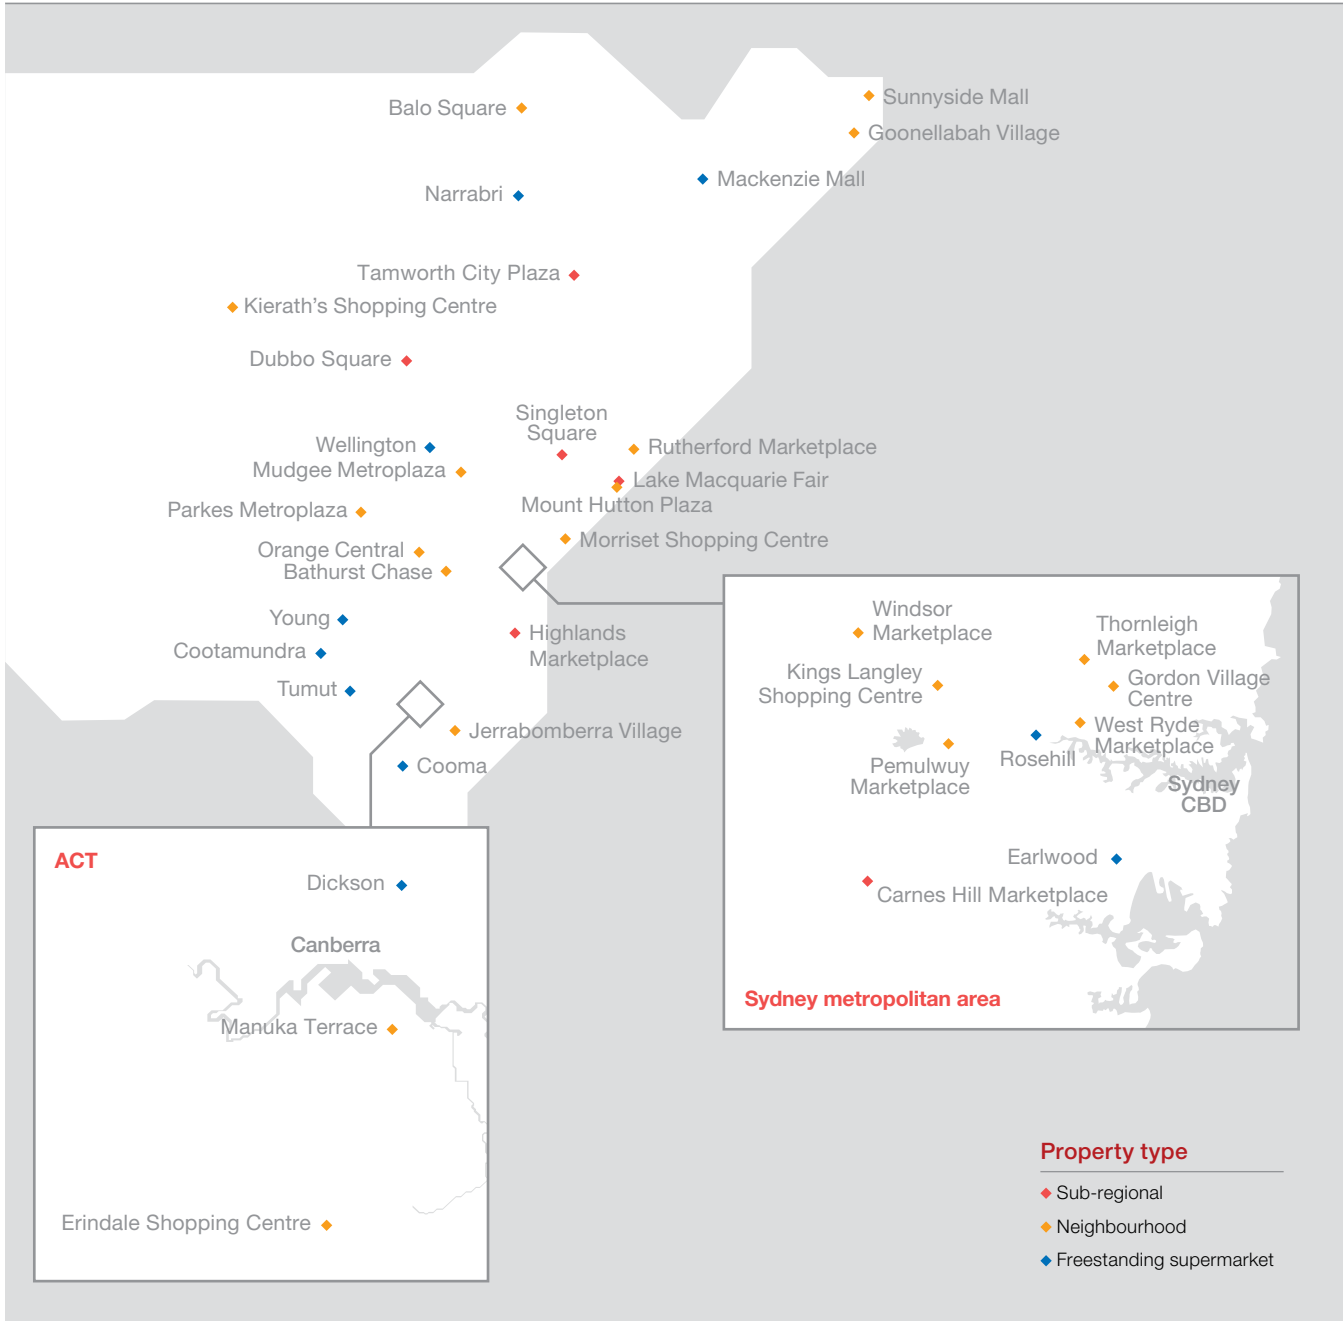 Balo Square
Sunnyside Mall
Goonellabah Village
Mackenzie Mall
Narrabri
Tamworth City Plaza
Kierath’s Shopping Centre
Dubbo Square
Singleton
Square
Wellington
Rutherford Marketplace
Mudgee Metroplaza
Lake Macquarie Fair
Mount Hutton Plaza
Parkes Metroplaza
Morriset Shopping Centre
Orange Central
Bathurst Chase
Young
Highlands
Marketplace
Cootamundra
Tumut
Jerrabomberra Village
Cooma
Windsor
Marketplace
Thornleigh
Marketplace
Kings Langley
Shopping Centre
Gordon Village
Centre
West Ryde
Marketplace
Rosehill
Pemulwuy
Marketplace
Sydney
CBD
Earlwood
Carnes Hill Marketplace
Sydney metropolitan area
ACT
Dickson
Canberra
Manuka Terrace
Erindale Shopping Centre
Property type
Sub-regional
Neighbourhood
Freestanding supermarket